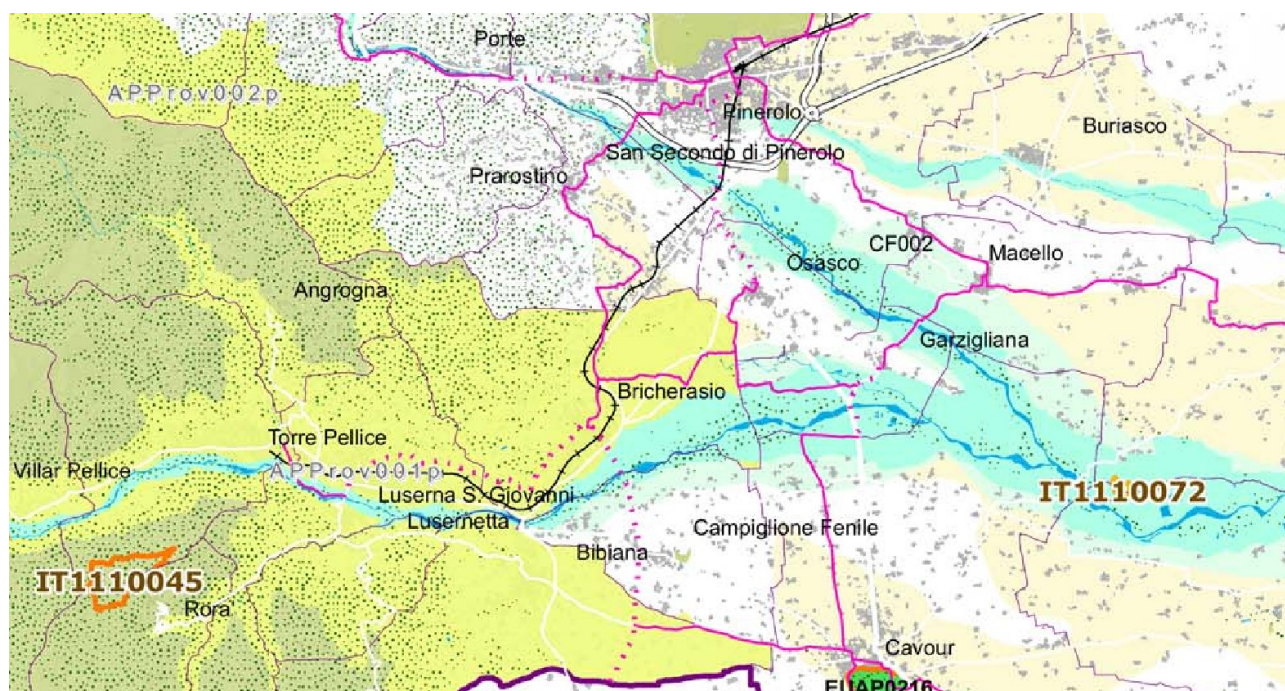 Porte
APProv002p
Pinerolo
Buriasco
San Secondo di Pinerolo
Prarostino
CF002
Macello
Osasco
Angrogna
Garzigliana
Bricherasio
Torre Pellice
Villar Pellice
APProv001p
Luserna S. Giovanni
IT1110072
Lusernetta
Campiglione Fenile
Bibiana
IT1110045
Rora
Cavour
EUAP0216